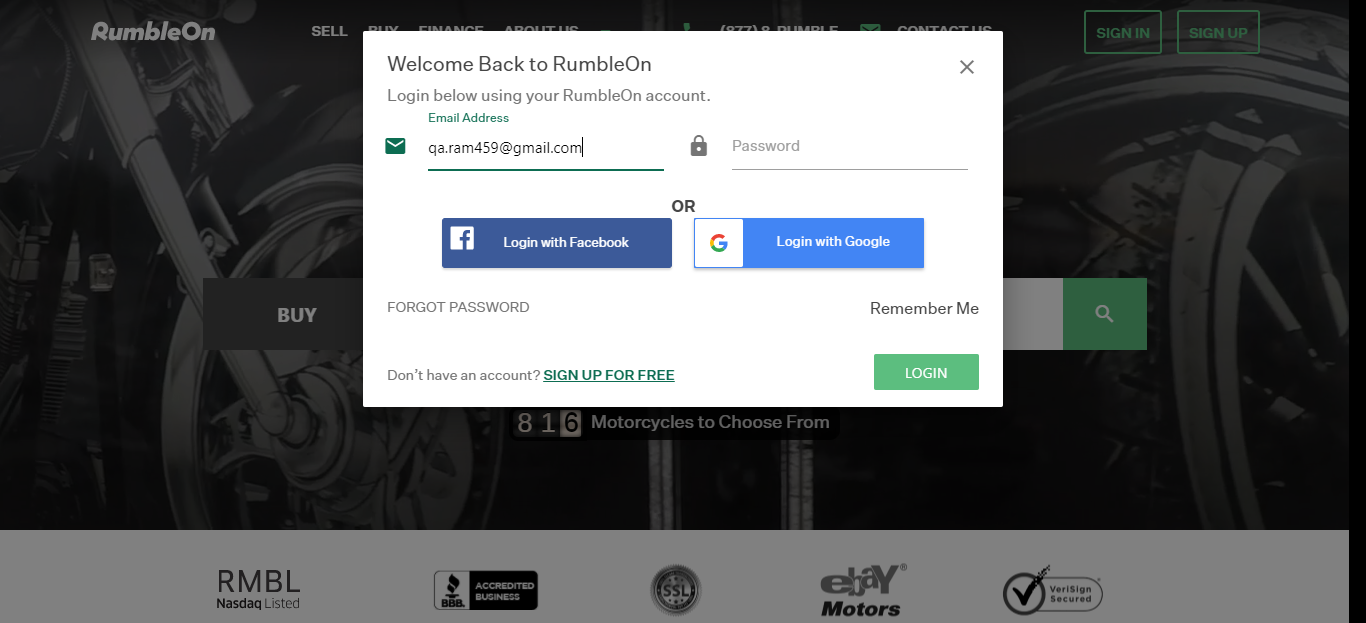 RumbleOn SELL BUY FINANCE ABOUT US (877) 8-RUMBLE CONTACT US SIGN IN SIGN UP
Welcome Back to RumbleOn
Login below using your RumbleOn account.
Email Address
qa.ram459@gmail.com Password
OR
Login with Facebook G Login with Google
FORGOT PASSWORD Remember Me
BUY
Don't have an account? SIGN UP FOR FREE LOGIN
816 Motorcycles to Choose From
RMBL
Nasdaq Listed
BBB. ACCREDITED
BUSINESS
SSL
ebay®
Motors
VeriSign
Secured